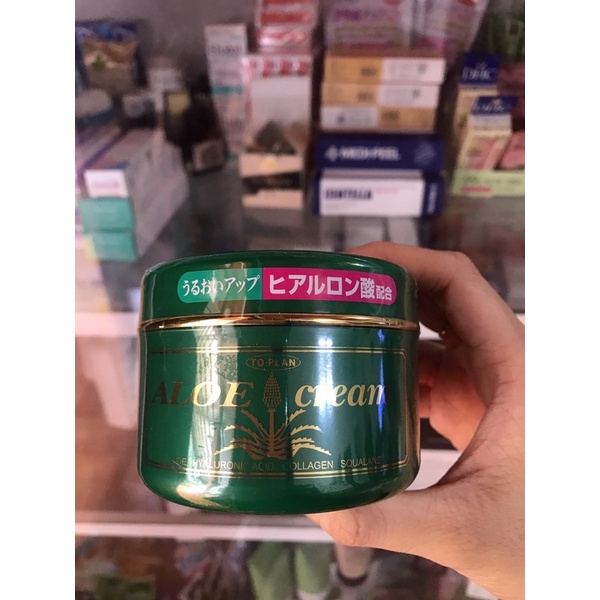 DHC
MEDI-PEEL
CENTELLA
うるおいアップ ヒアルロン酸配合
TO-PLAN
ALOE cream
HYALURONIC ACID COLLAGEN SQUALANE